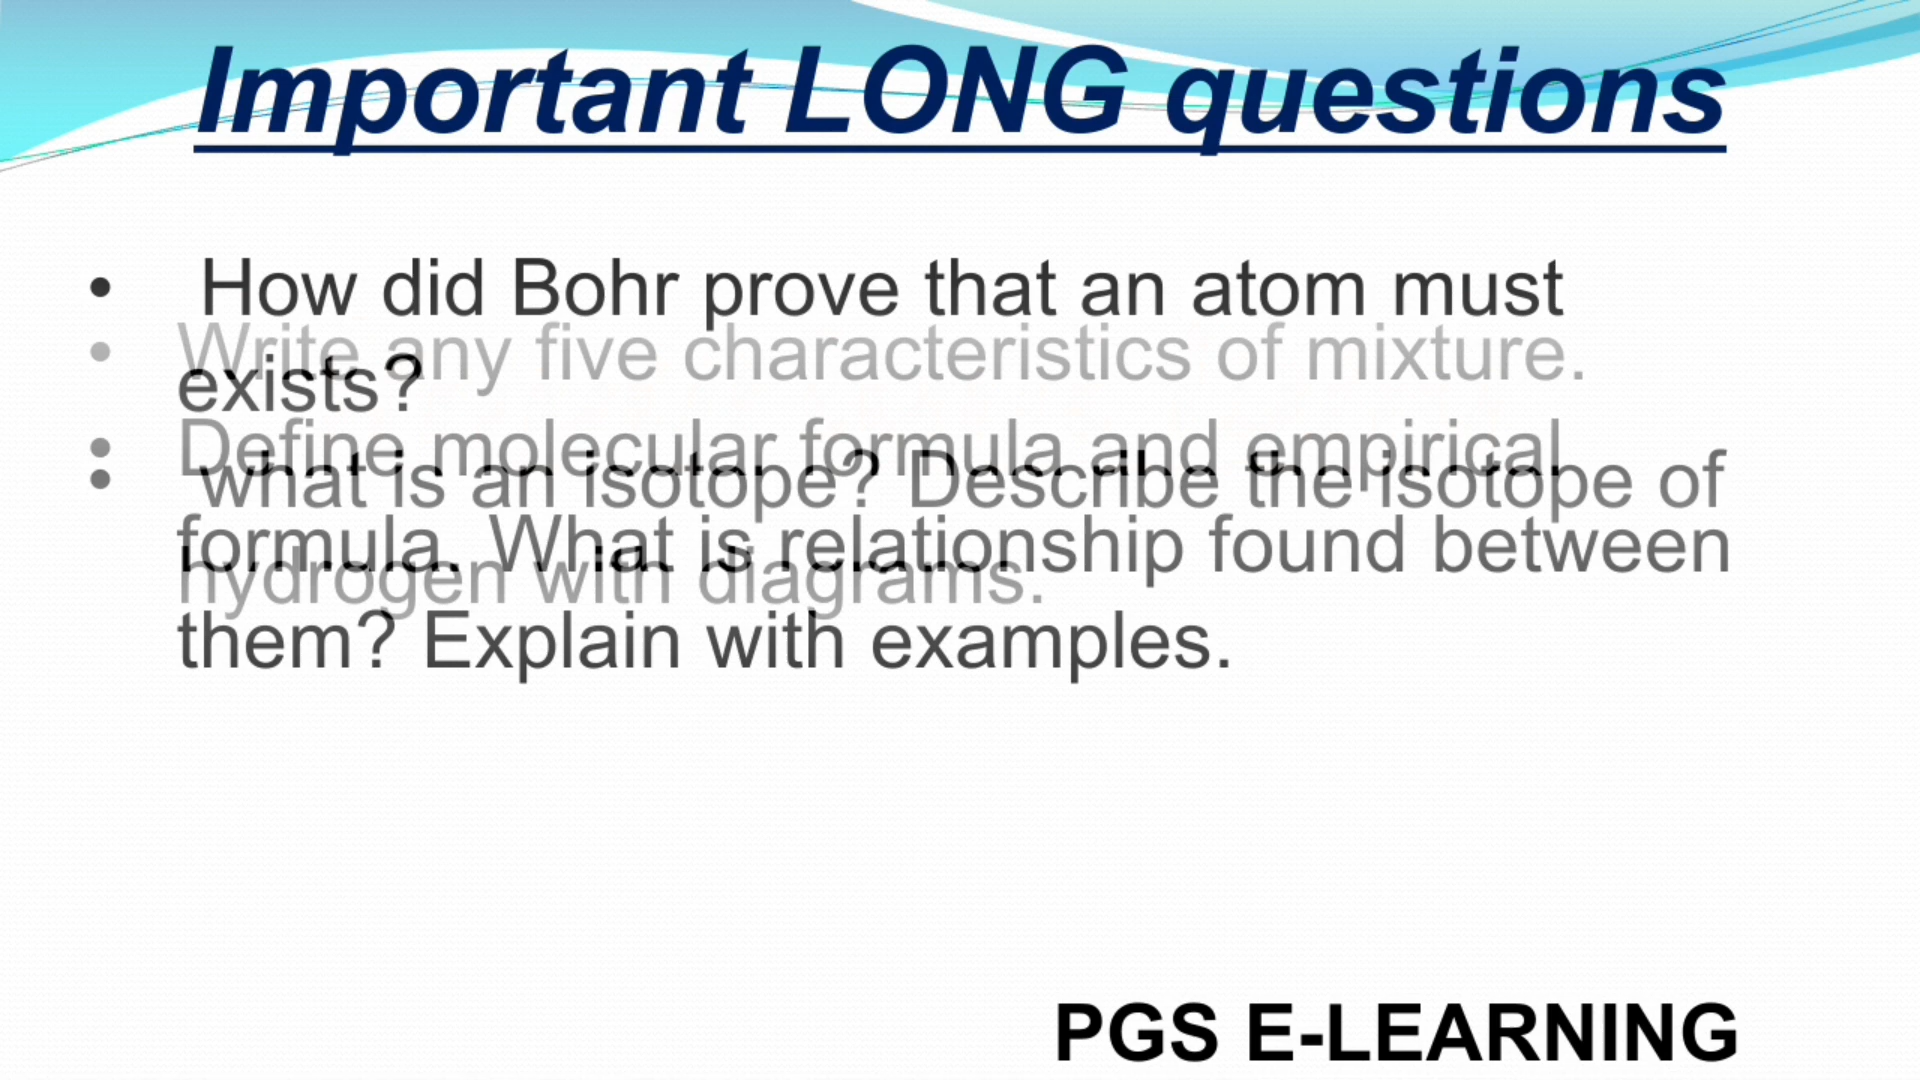 Important LONG questions
• How did Bohr prove that an atom must
exists?
• what is an isotope? Describe the isotope of
hydrogen with diagrams.
• Write any five characteristics of mixture.
• Define molecular formula and empirical
formula. What is relationship found between
them? Explain with examples.
PGS E-LEARNING